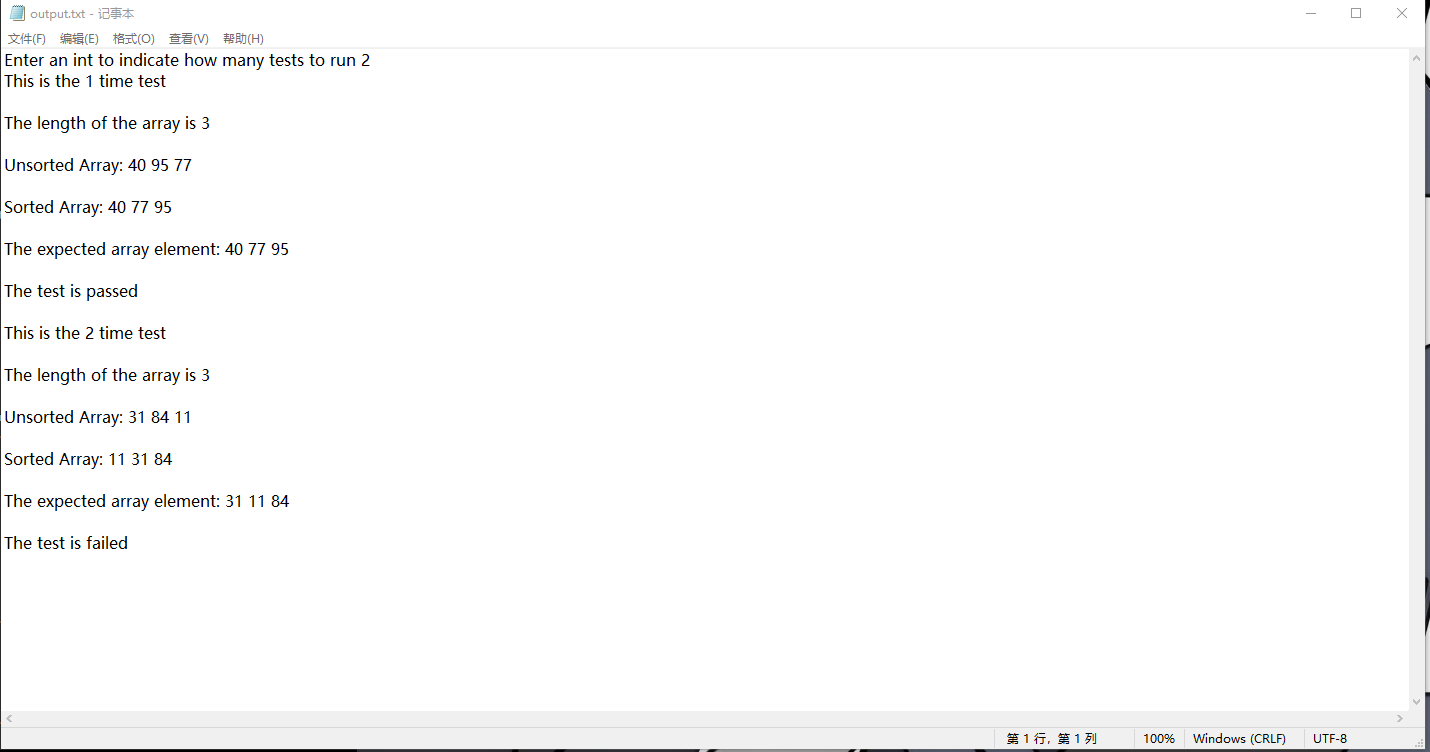 output.txt - 记事本
文件(F) 编辑(E) 格式(O) 查看(V) 帮助(H)
Enter an int to indicate how many tests to run 2
This is the 1 time test
The length of the array is 3
Unsorted Array: 40 95 77
Sorted Array: 40 77 95
The expected array element: 40 77 95
The test is passed
This is the 2 time test
The length of the array is 3
Unsorted Array: 31 84 11
Sorted Array: 11 31 84
The expected array element: 31 11 84
The test is failed
第 1 行，第 1 列 100% Windows (CRLF) UTF-8